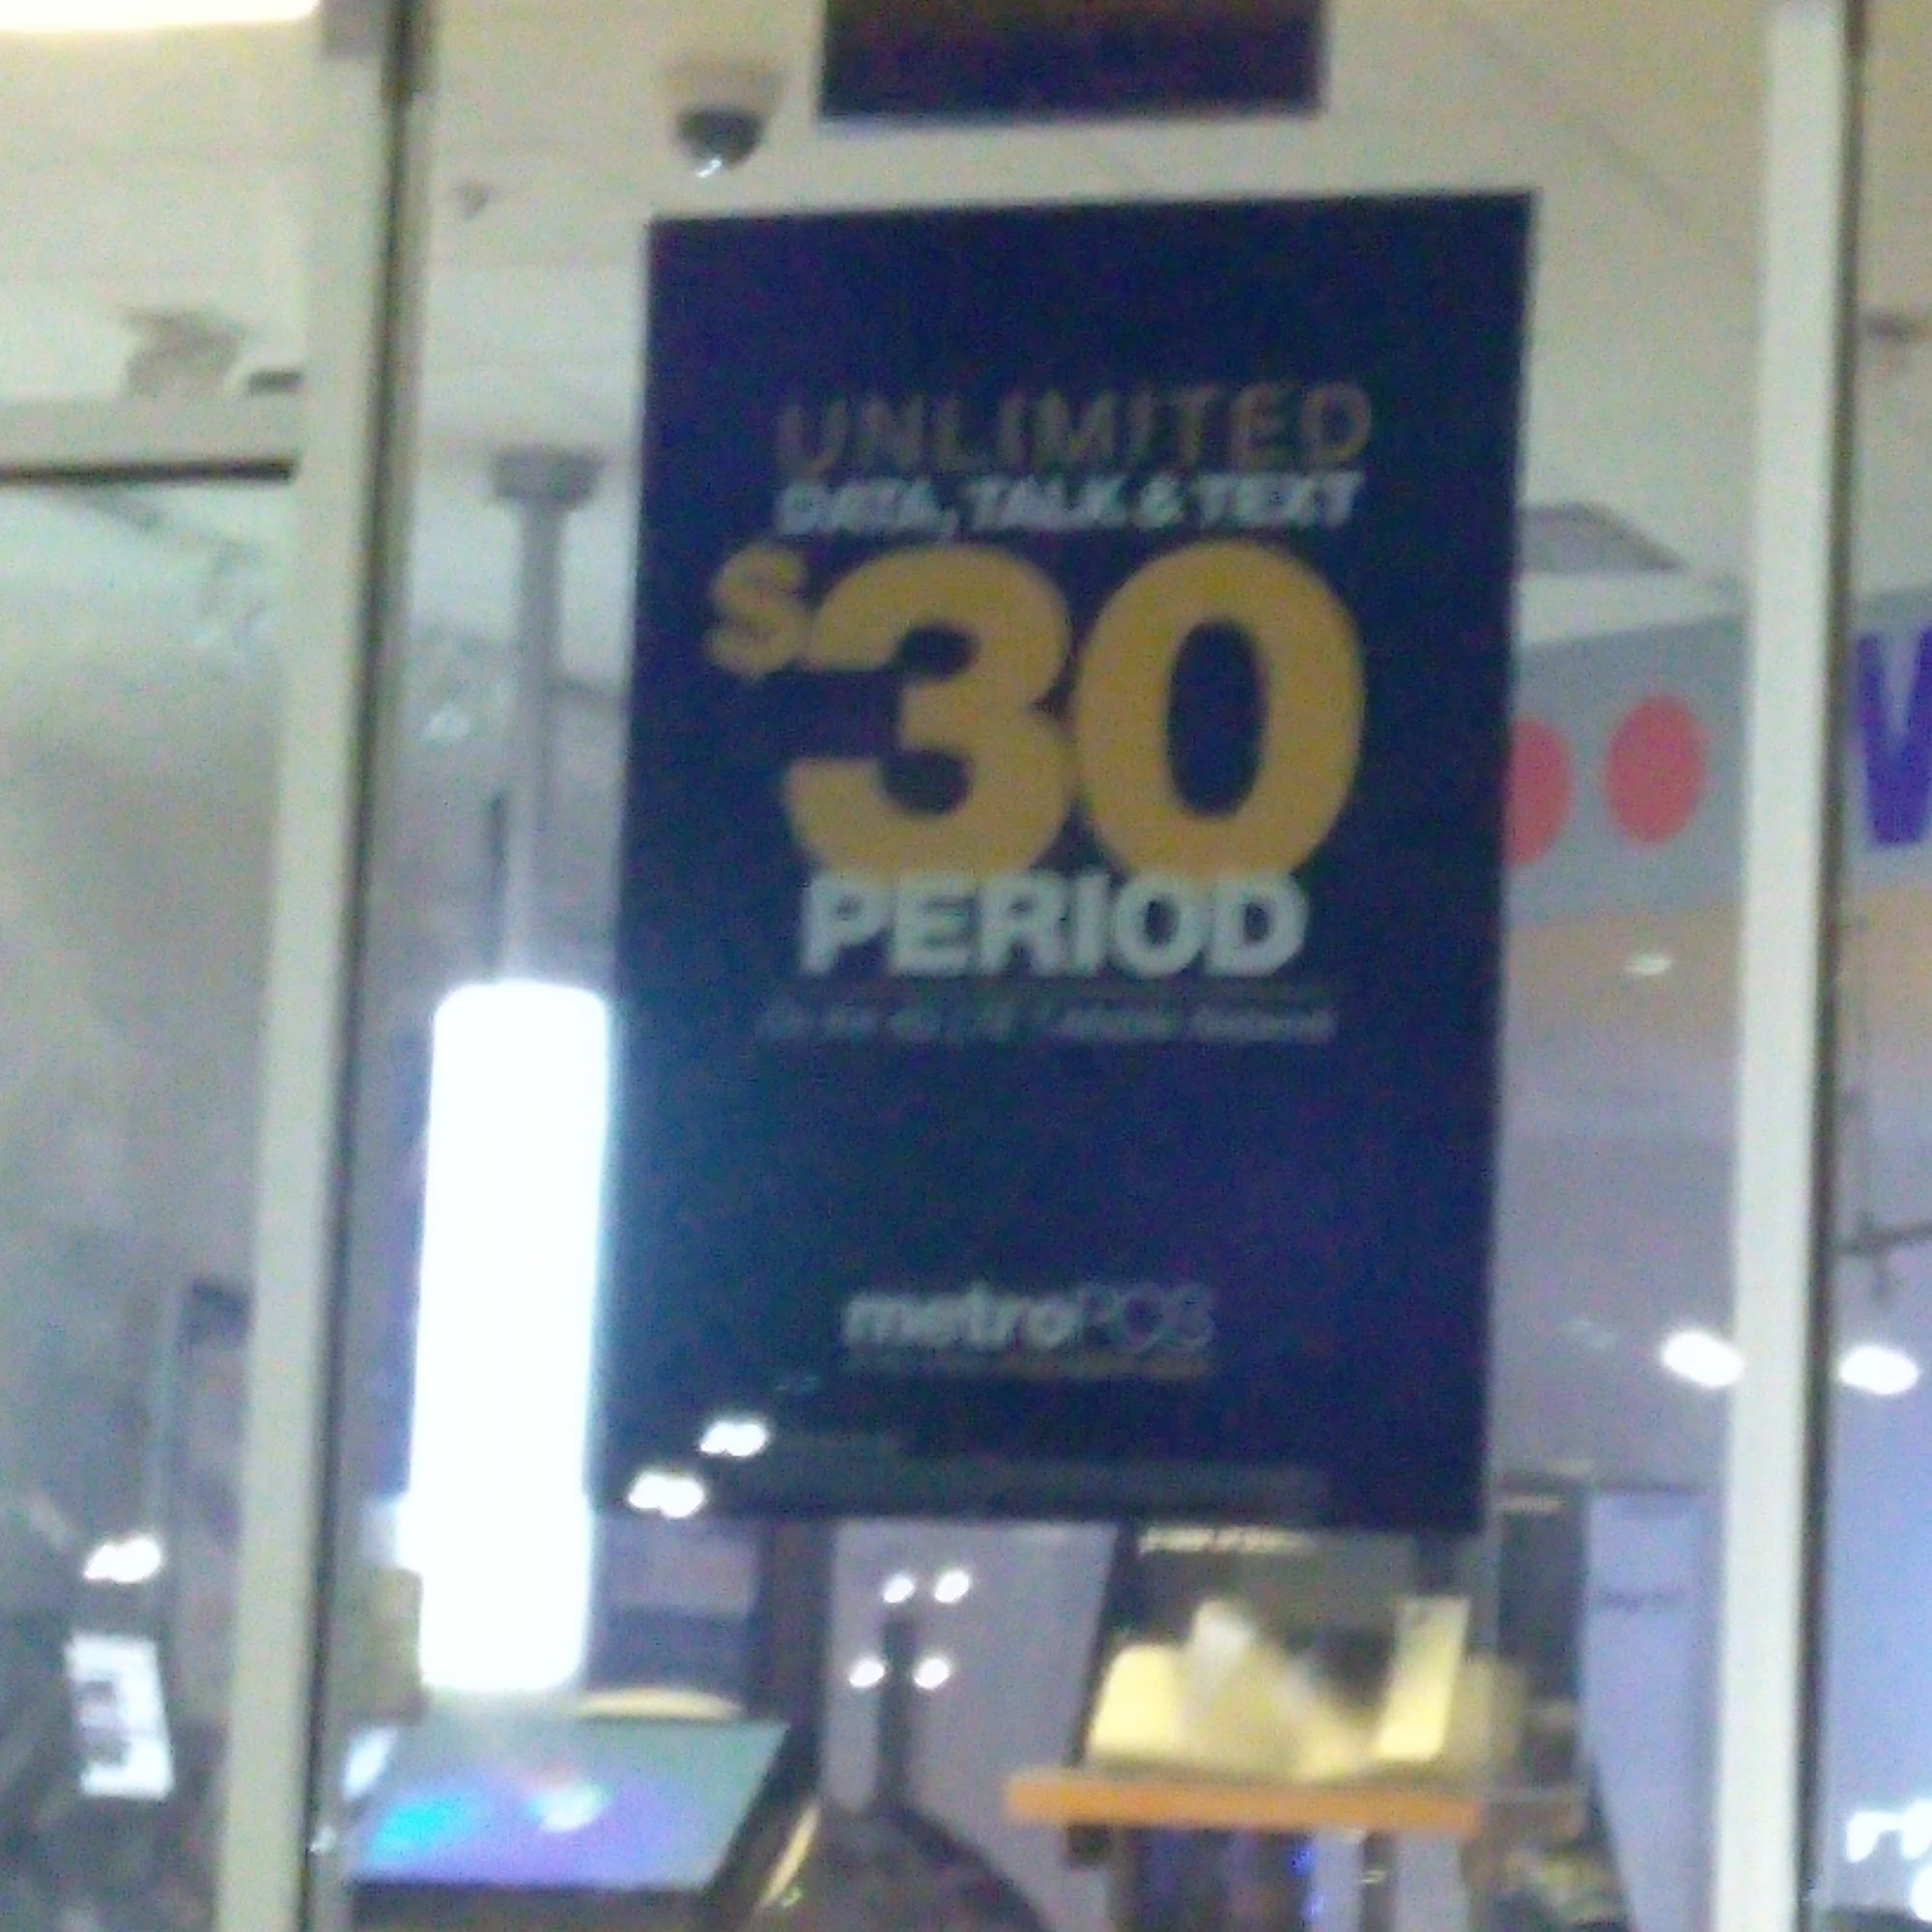 UNLIMITED
DATA, TALK & TEXT
$30
PERIOD
metroPCS